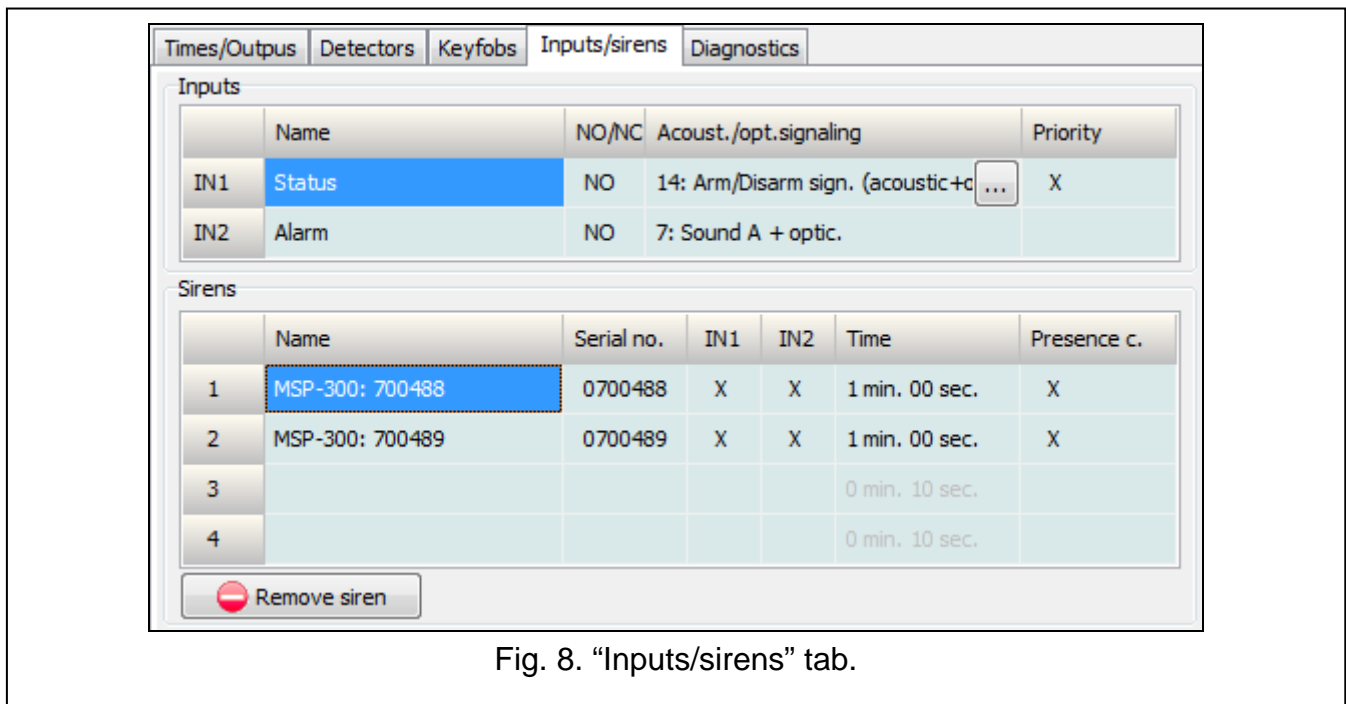 Times/Outpus Detectors Keyfobs Inputs/sirens Diagnostics
Inputs
Name NO/NC Acoust./opt.signaling Priority
IN1 Status NO 14: Arm/Disarm sign. (acoustic+ ... X
IN2 Alarm NO 7: Sound A + optic.
Sirens
Name Serial no. IN1 IN2 Time Presence c.
1 MSP-300: 700488 0700488 X X 1 min. 00 sec. X
2 MSP-300: 700489 0700489 X X 1 min. 00 sec. X
3 0 min. 10 sec.
4 0 min. 10 sec.
Remove siren
Fig. 8. “Inputs/sirens” tab.